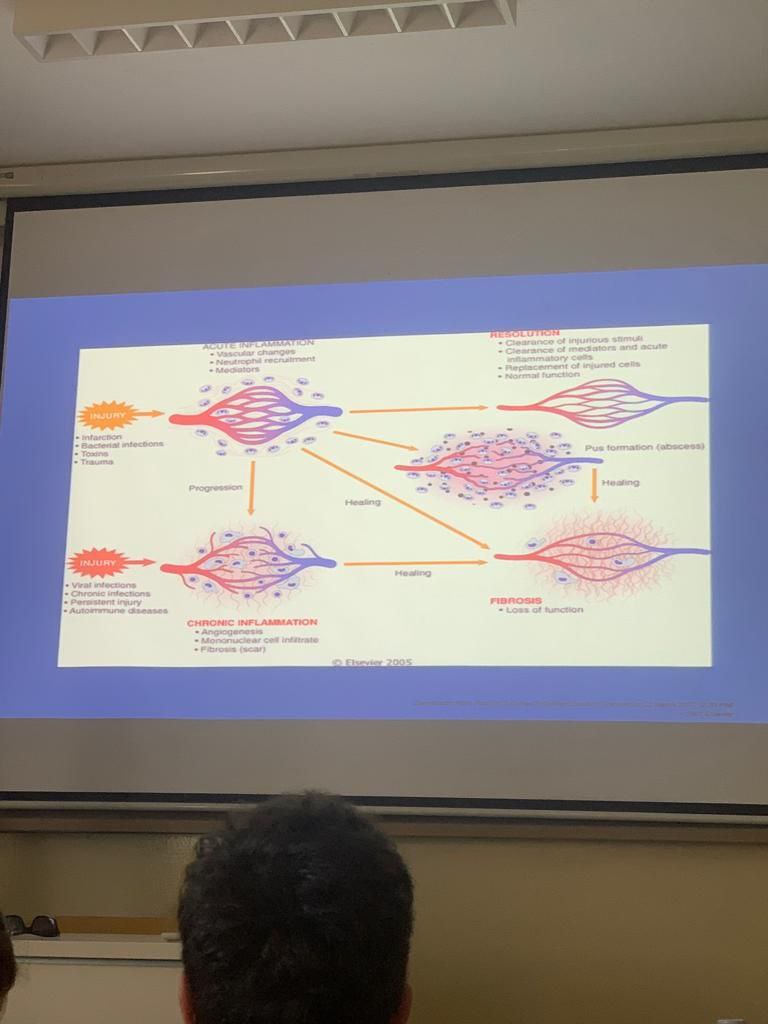 ACUTE INFLAMMATION
• Vascular changes
• Neutrophil recruitment
• Mediators
RESOLUTION
• Clearance of injurious stimuli
• Clearance of mediators and acute
inflammatory cells
• Replacement of injured cells
• Normal function
INJURY
• Infarction
• Bacterial infections
• Toxins
• Trauma
Pus formation (abscess)
Progression
Healing
Healing
INJURY
• Viral infections
• Chronic infections
• Persistent injury
• Autoimmune diseases
Healing
CHRONIC INFLAMMATION
• Angiogenesis
• Mononuclear cell infiltrate
• Fibrosis (scar)
FIBROSIS
• Loss of function
© Elsevier 2005